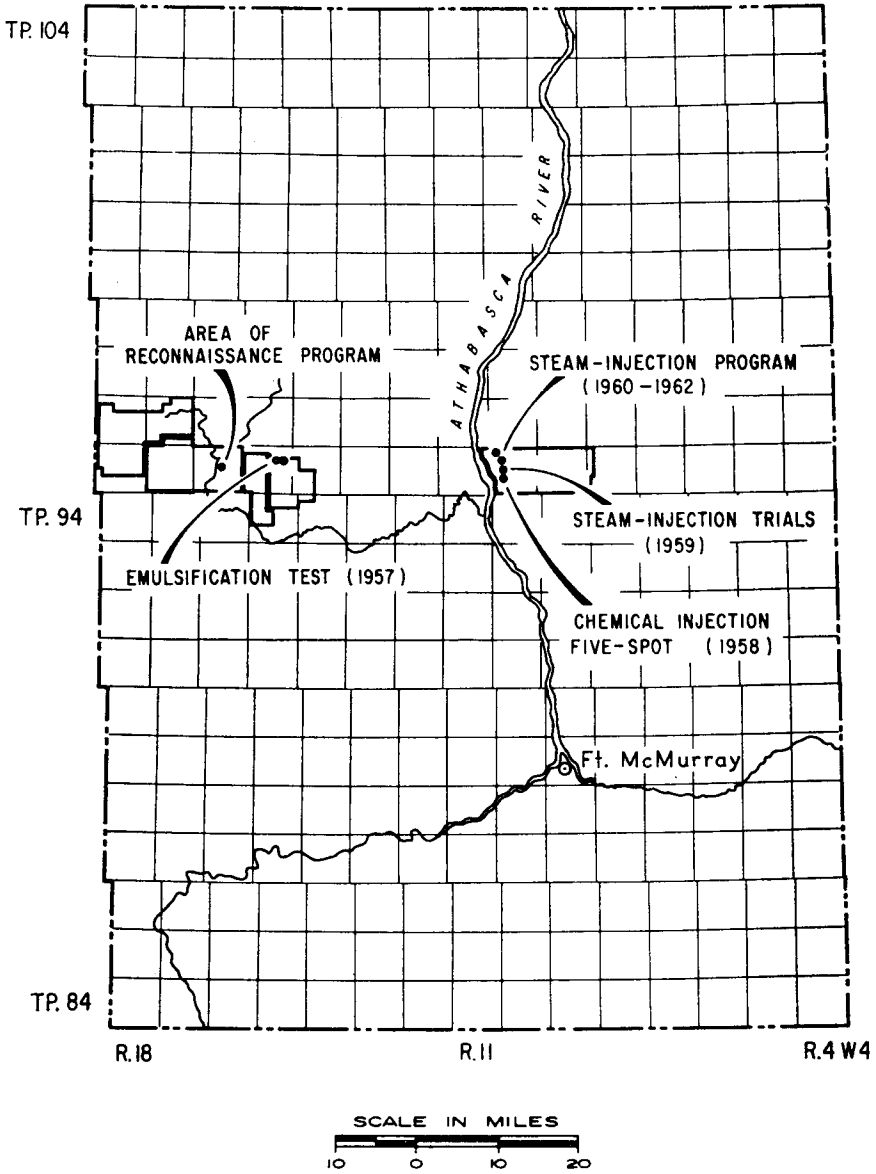 TP. 104
ATHABASCA RIVER
AREA OF
RECONNAISSANCE PROGRAM
STEAM-INJECTION PROGRAM
(1960-1962)
TP. 94
STEAM-INJECTION TRIALS
(1959)
EMULSIFICATION TEST (1957)
CHEMICAL INJECTION
FIVE-SPOT (1958)
Ft. McMurray
TP. 84
R.18 R.11 R.4 W4
SCALE IN MILES
10 0 10 20